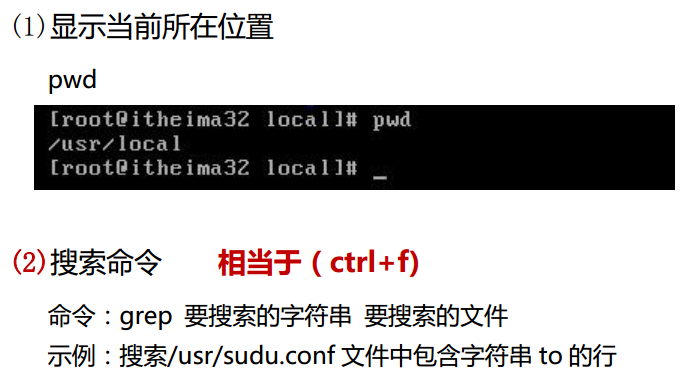 (1)显示当前所在位置
pwd
[root@itheima32 local]# pwd
/usr/local
[root@itheima32 local]# _
(2)搜索命令 相当于（ctrl+f)
命令：grep 要搜索的字符串 要搜索的文件
示例：搜索/usr/sudu.conf 文件中包含字符串 to 的行